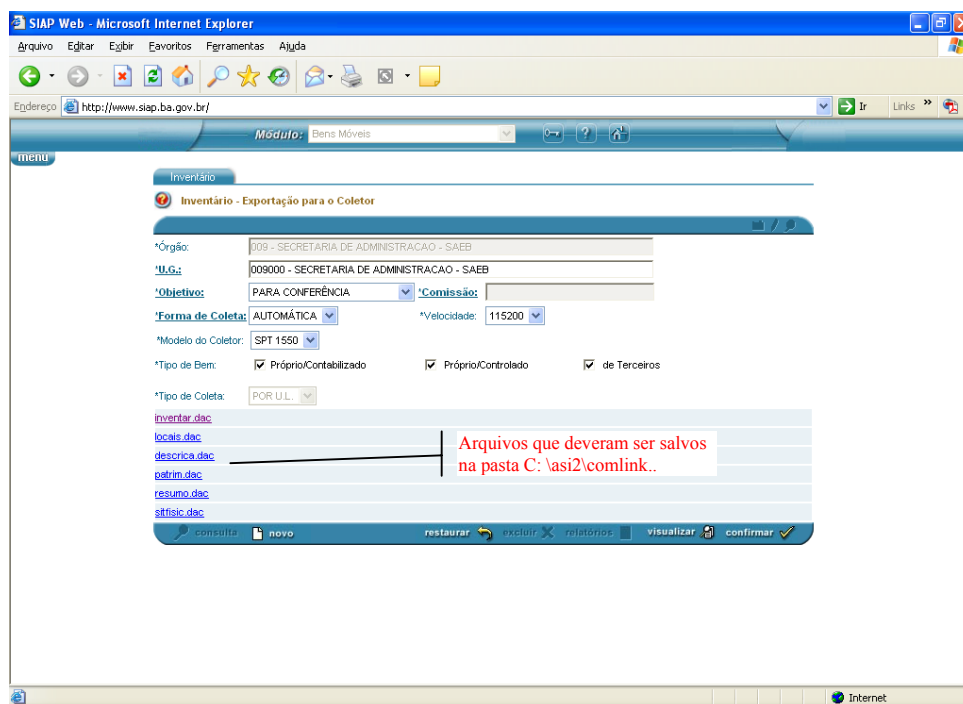 SIAP Web - Microsoft Internet Explorer
Arquivo Editar Exibir Favoritos Ferramentas Ajuda
Endereço http://www.siap.ba.gov.br/ Ir Links »
Módulo: Bens Móveis ?
menu
Inventário
Inventário - Exportação para o Coletor
*Órgão: 009 - SECRETARIA DE ADMINISTRACAO - SAEB
*U.G.: 009000 - SECRETARIA DE ADMINISTRACAO - SAEB
*Objetivo: PARA CONFERÊNCIA *Comissão:
*Forma de Coleta: AUTOMÁTICA *Velocidade: 115200
*Modelo do Coletor: SPT 1550
*Tipo de Bem: Próprio/Contabilizado Próprio/Controlado de Terceiros
*Tipo de Coleta: POR U.L.
inventar.dac
locais.dac
descrica.dac
patrim.dac
resumo.dac
sitfisic.dac
Arquivos que deveram ser salvos
na pasta C: \asi2\comlink..
consulta novo restaurar excluir relatórios visualizar confirmar
Internet